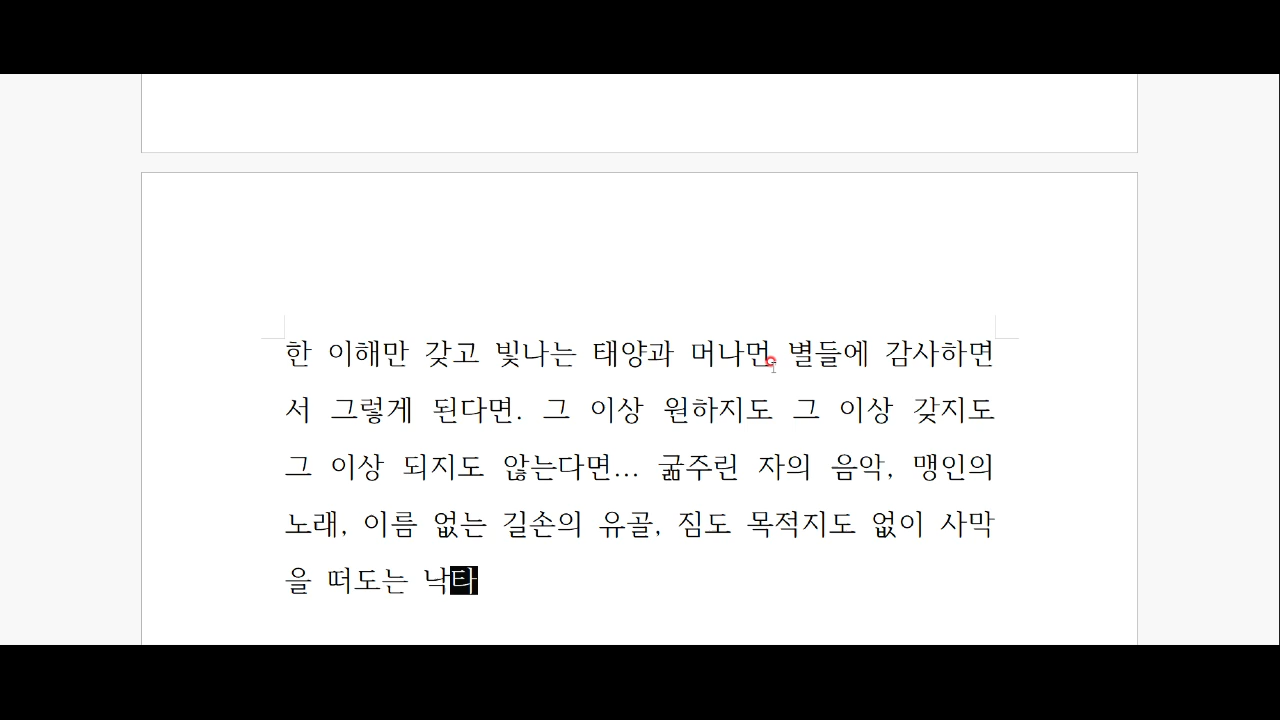 한 이해만 갖고 빛나는 태양과 머나먼 별들에 감사하면
서 그렇게 된다면. 그 이상 원하지도 그 이상 갖지도
그 이상 되지도 않는다면... 굶주린 자의 음악, 맹인의
노래, 이름 없는 길손의 유골, 짐도 목적지도 없이 사막
을 떠도는 낙타